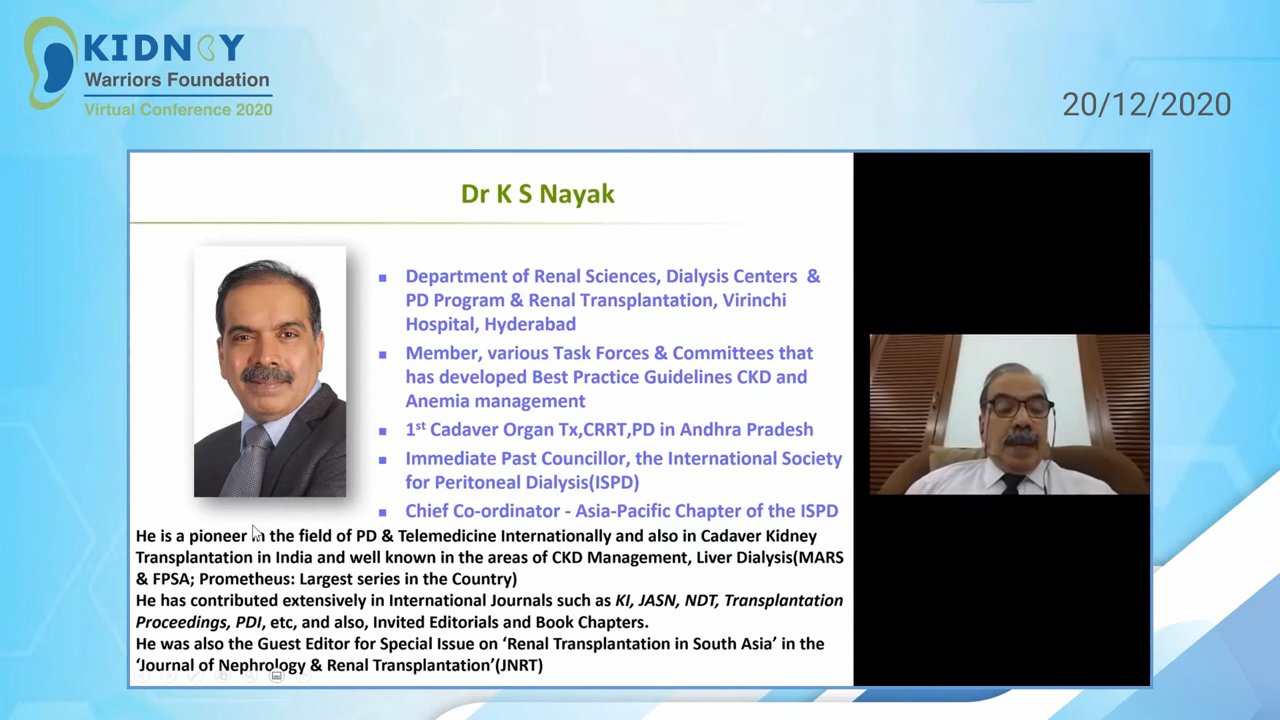 KIDNEY
Warriors Foundation
Virtual Conference 2020
20/12/2020
Dr K S Nayak
Department of Renal Sciences, Dialysis Centers &
PD Program & Renal Transplantation, Virinchi
Hospital, Hyderabad
Member, various Task Forces & Committees that
has developed Best Practice Guidelines CKD and
Anemia management
1st Cadaver Organ Tx,CRRT,PD in Andhra Pradesh
Immediate Past Councillor, the International Society
for Peritoneal Dialysis(ISPD)
Chief Co-ordinator - Asia-Pacific Chapter of the ISPD
He is a pioneer in the field of PD & Telemedicine Internationally and also in Cadaver Kidney
Transplantation in India and well known in the areas of CKD Management, Liver Dialysis(MARS
& FPSA; Prometheus: Largest series in the Country)
He has contributed extensively in International Journals such as KI, JASN, NDT, Transplantation
Proceedings, PDI, etc, and also, Invited Editorials and Book Chapters.
He was also the Guest Editor for Special Issue on ‘Renal Transplantation in South Asia’ in the
‘Journal of Nephrology & Renal Transplantation’(JNRT)